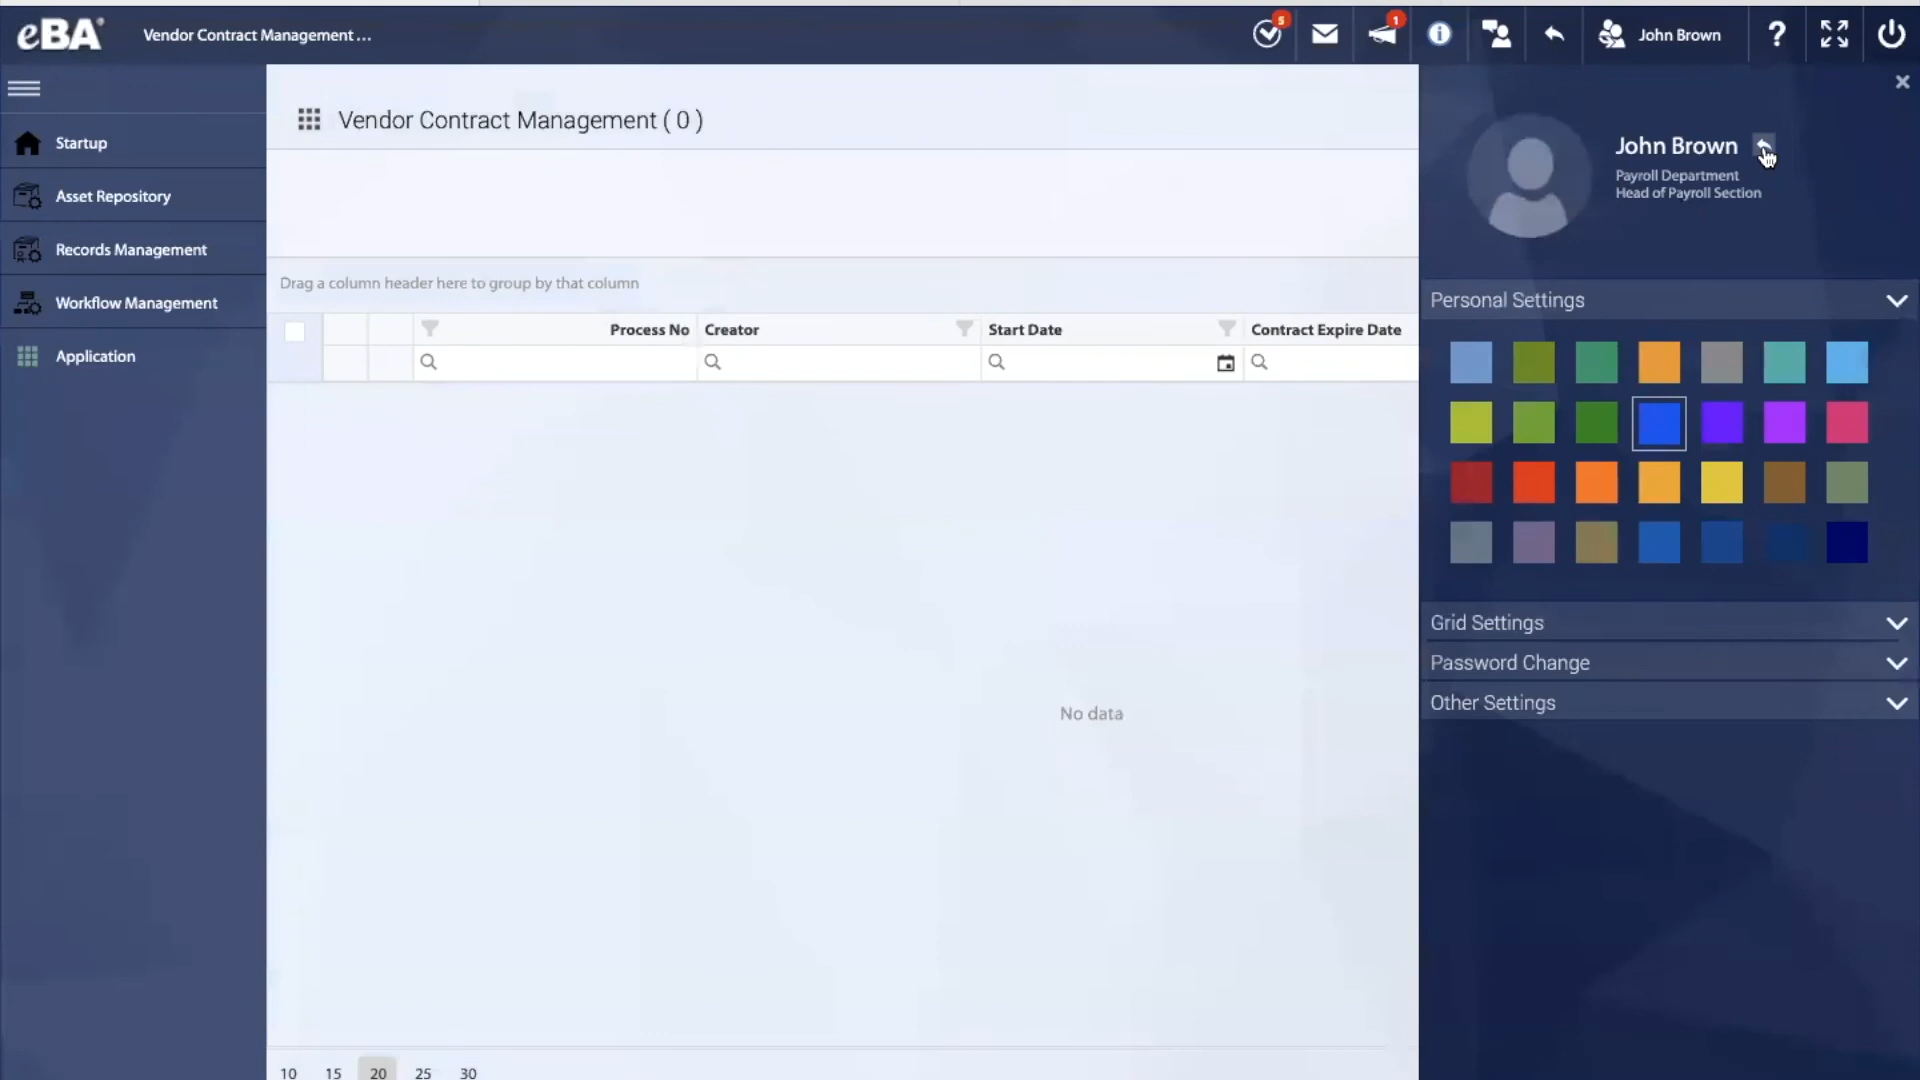 eBA
Vendor Contract Management ...
5
1
John Brown
?
Startup
Asset Repository
Records Management
Workflow Management
Application
Vendor Contract Management ( 0 )
Drag a column header here to group by that column
Process No
Creator
Start Date
Contract Expire Date
No data
10 15 20 25 30
John Brown
Payroll Department
Head of Payroll Section
Personal Settings
Grid Settings
Password Change
Other Settings